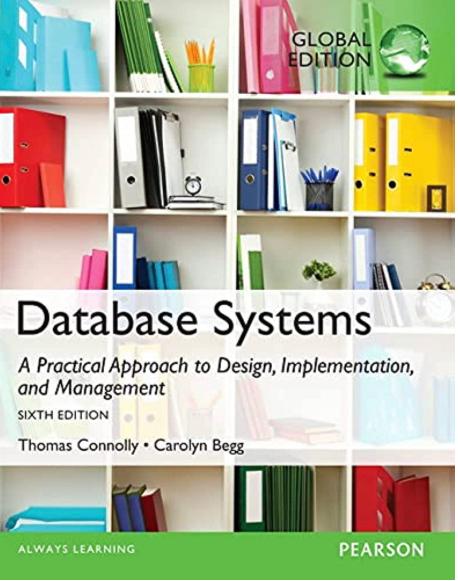 GLOBAL
EDITION
Database Systems
A Practical Approach to Design, Implementation,
and Management
SIXTH EDITION
Thomas Connolly • Carolyn Begg
ALWAYS LEARNING
PEARSON